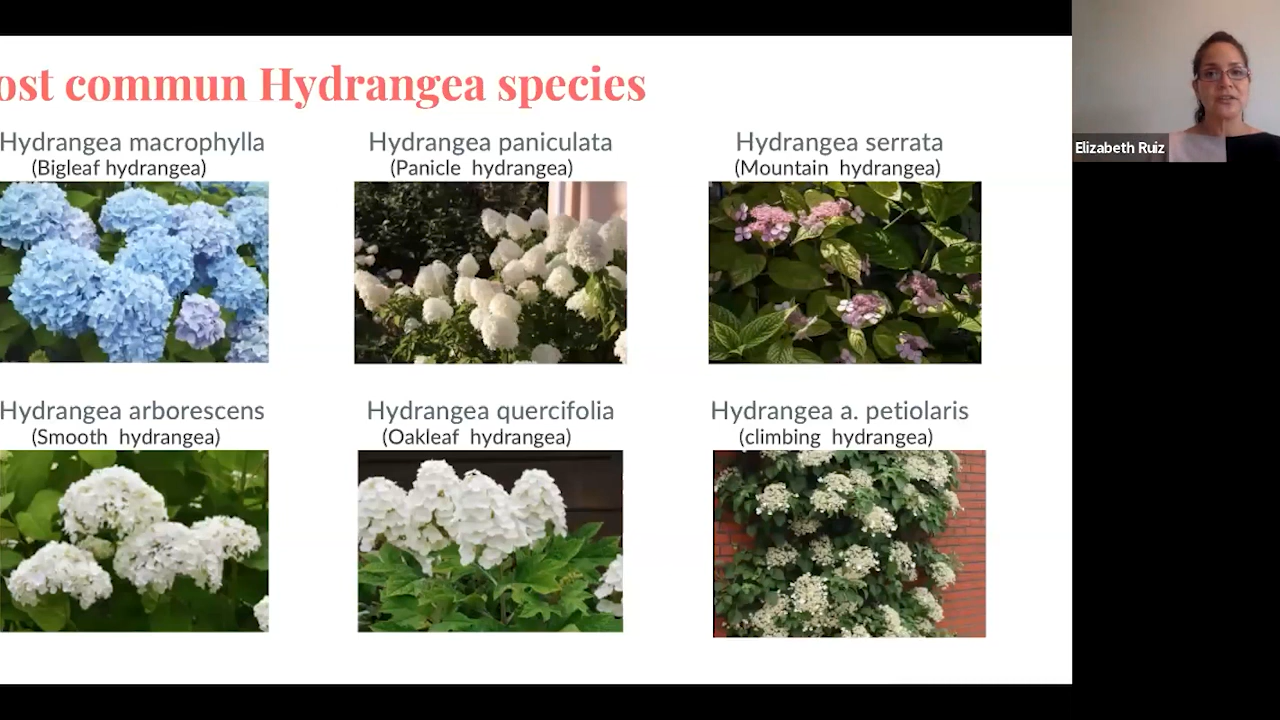 ost commun Hydrangea species
Hydrangea macrophylla
(Bigleaf hydrangea)
Hydrangea paniculata
(Panicle hydrangea)
Hydrangea serrata
(Mountain hydrangea)
Elizabeth Ruiz
Hydrangea arborescens
(Smooth hydrangea)
Hydrangea quercifolia
(Oakleaf hydrangea)
Hydrangea a. petiolaris
(climbing hydrangea)